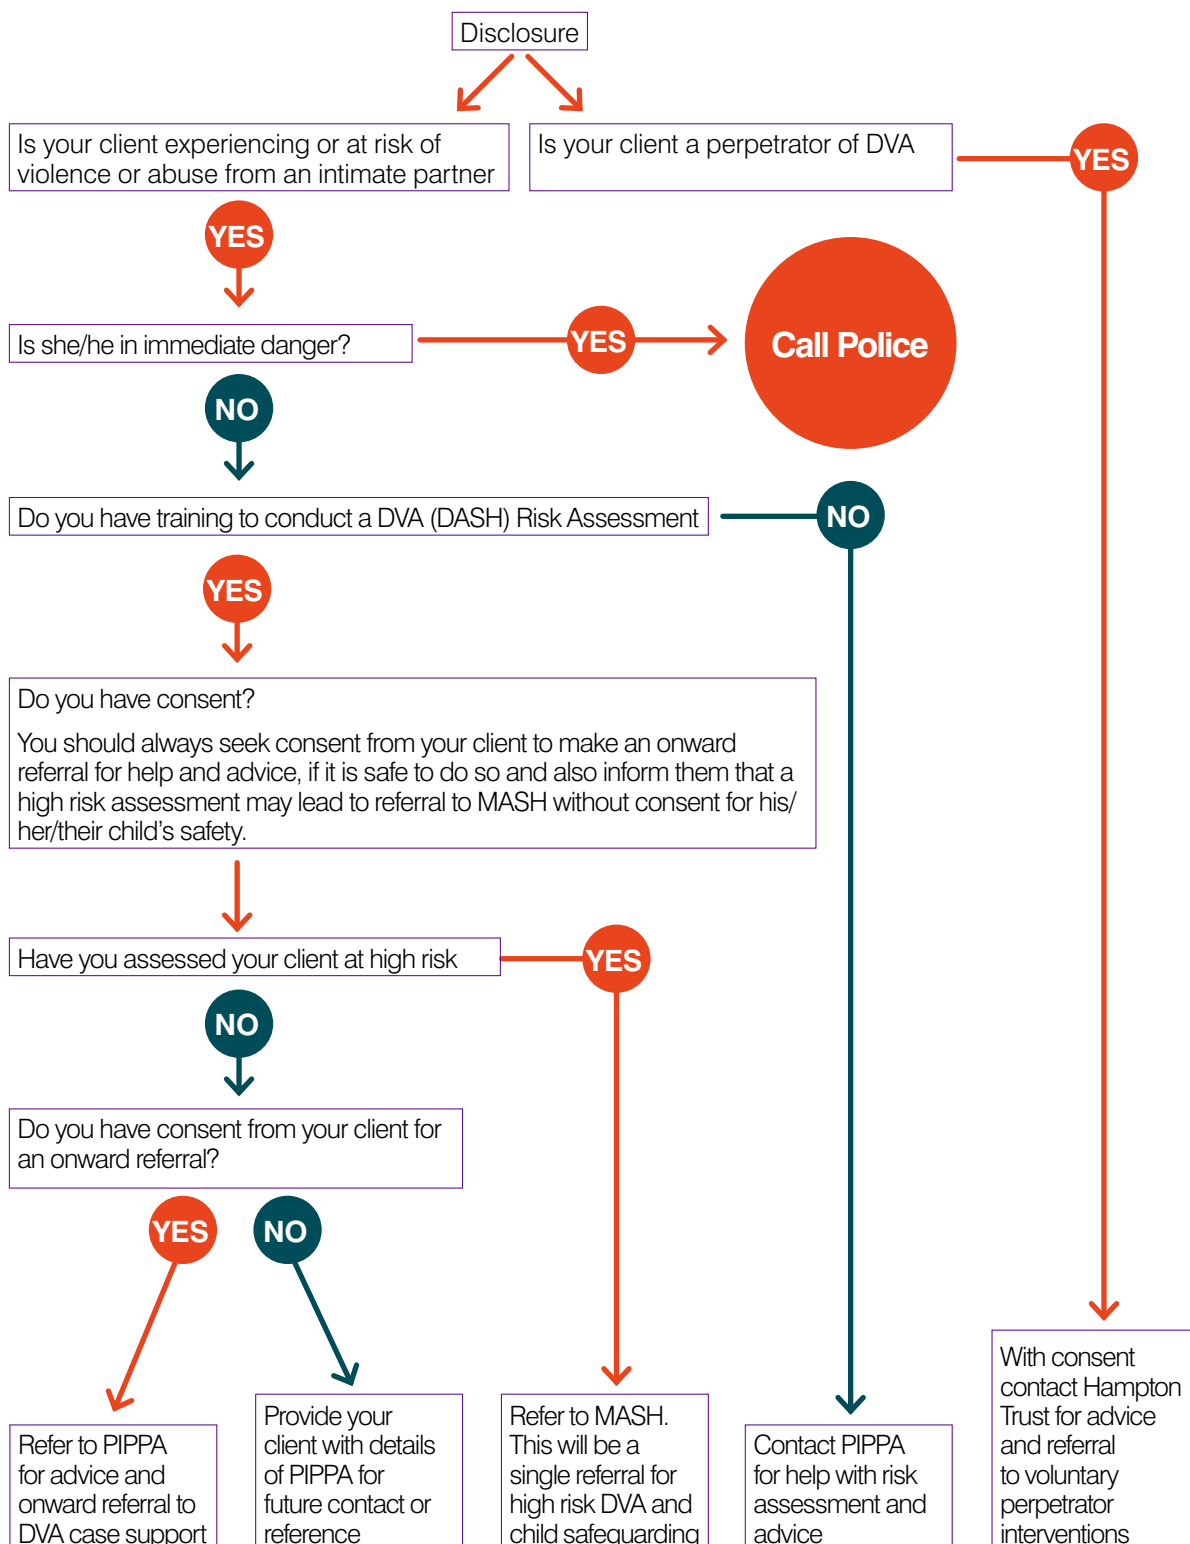 Disclosure
Is your client experiencing or at risk of
violence or abuse from an intimate partner
Is your client a perpetrator of DVA
YES
YES
Is she/he in immediate danger?
YES
Call Police
NO
Do you have training to conduct a DVA (DASH) Risk Assessment
NO
YES
Do you have consent?
You should always seek consent from your client to make an onward
referral for help and advice, if it is safe to do so and also inform them that a
high risk assessment may lead to referral to MASH without consent for his/
her/their child’s safety.
Have you assessed your client at high risk
YES
NO
Do you have consent from your client for
an onward referral?
YES
NO
Refer to PIPPA
for advice and
onward referral to
DVA case support
Provide your
client with details
of PIPPA for
future contact or
reference
Refer to MASH.
This will be a
single referral for
high risk DVA and
child safeguarding
Contact PIPPA
for help with risk
assessment and
advice
With consent
contact Hampton
Trust for advice
and referral
to voluntary
perpetrator
interventions